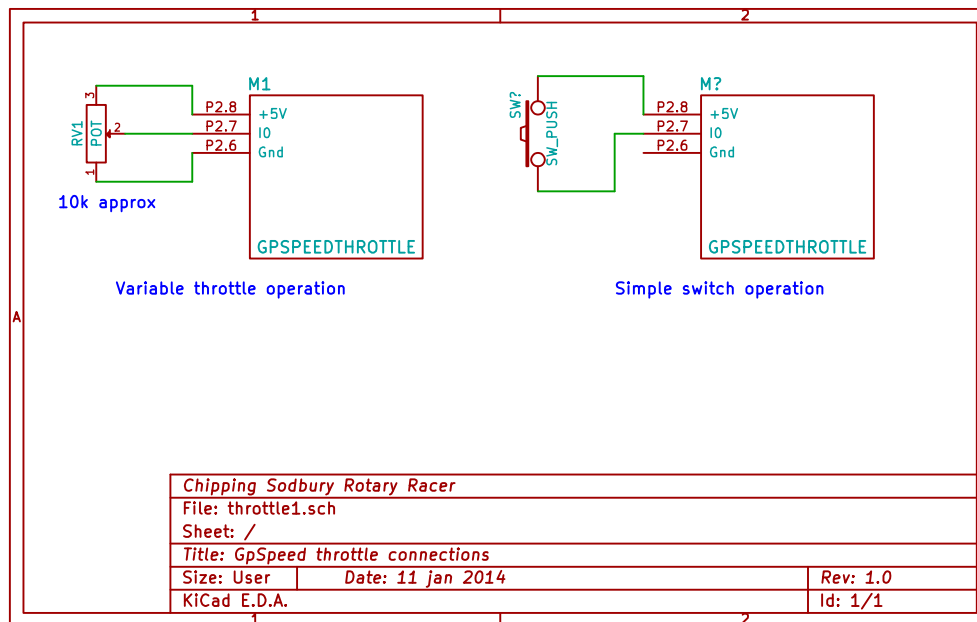 1 2
M1 M?
3 P2.8 +5V SW? P2.8 +5V
RV1 POT 2 P2.7 I0 SW_PUSH P2.7 I0
1 P2.6 Gnd P2.6 Gnd
10k approx
GPSPEEDTHROTTLE GPSPEEDTHROTTLE
Variable throttle operation Simple switch operation
A
Chipping Sodbury Rotary Racer
File: throttle1.sch
Sheet: /
Title: GpSpeed throttle connections
Size: User Date: 11 jan 2014 Rev: 1.0
KiCad E.D.A. Id: 1/1
1 2